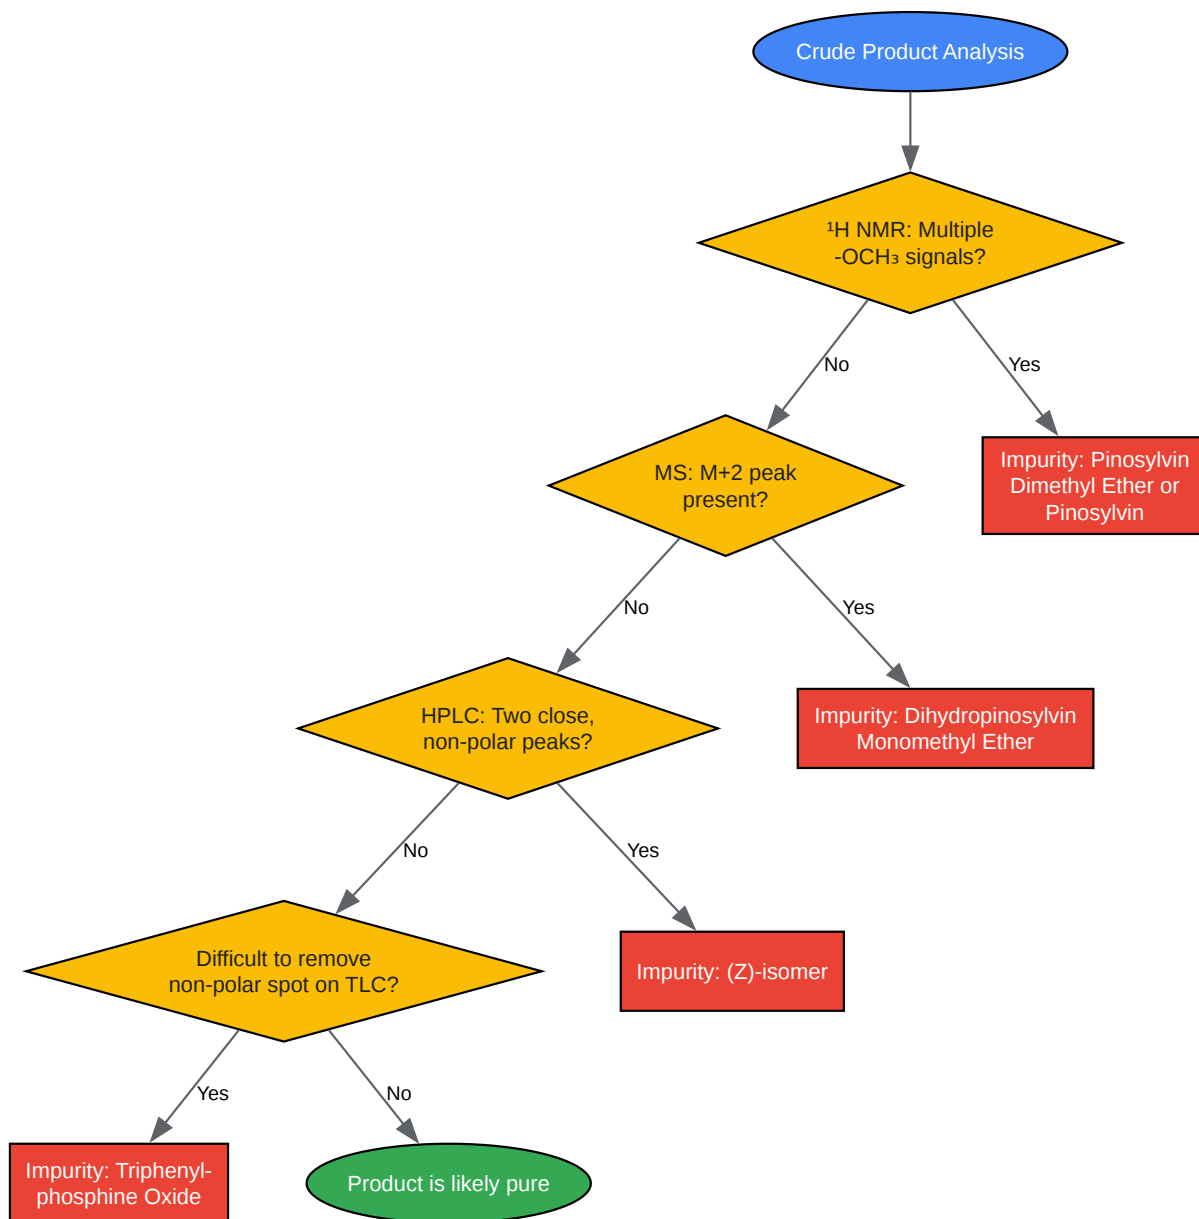 Crude Product Analysis
¹H NMR: Multiple
-OCH₃ signals?
No
Yes
MS: M+2 peak
present?
Impurity: Pinosylvin
Dimethyl Ether or
Pinosylvin
No
Yes
HPLC: Two close,
non-polar peaks?
Impurity: Dihydropinosylvin
Monomethyl Ether
No
Yes
Difficult to remove
non-polar spot on TLC?
Impurity: (Z)-isomer
Yes
No
Impurity: Triphenyl-
phosphine Oxide
Product is likely pure